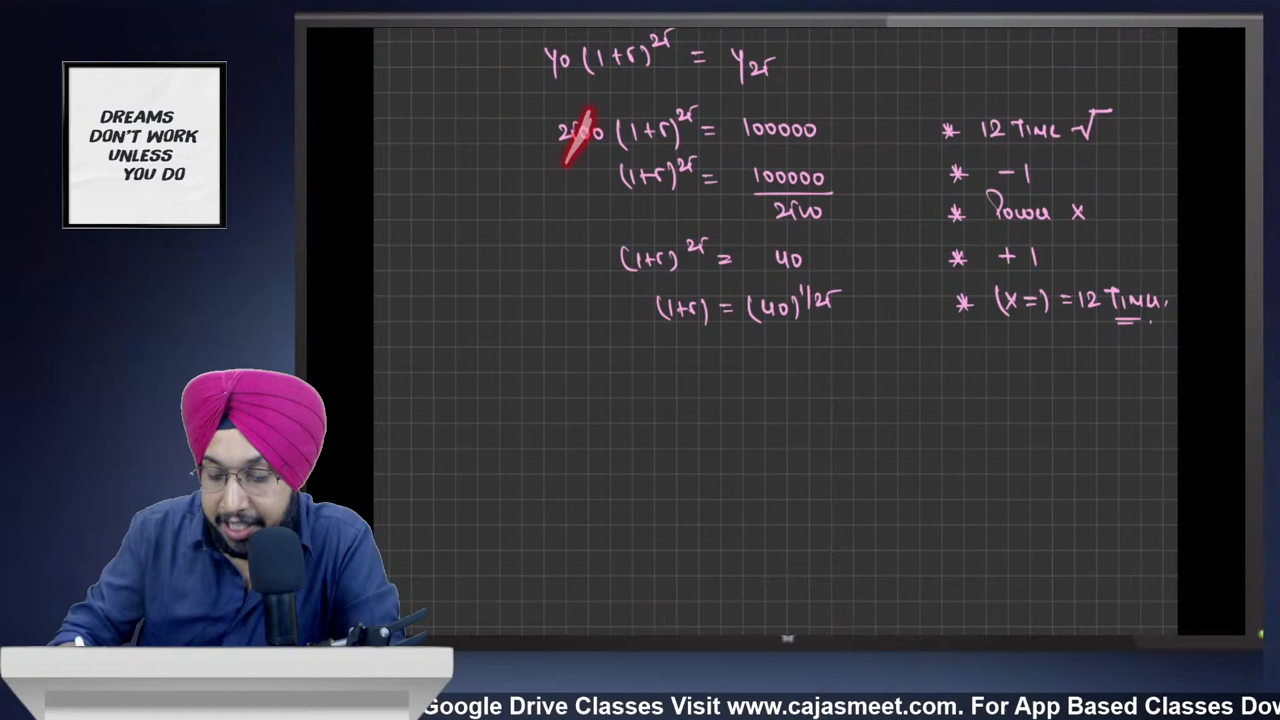 DREAMS
DON'T WORK
UNLESS
YOU DO
Y0 (1+r)^25 = Y25
2500 (1+r)^25 = 100000
(1+r)^25 = 100000
2500
(1+r)^25 = 40
(1+r) = (40)^1/25
* 12 TIME √
* -1
* Power x
* +1
* (x=) = 12 TIME.
Google Drive Classes Visit www.cajasmeet.com. For App Based Classes Do